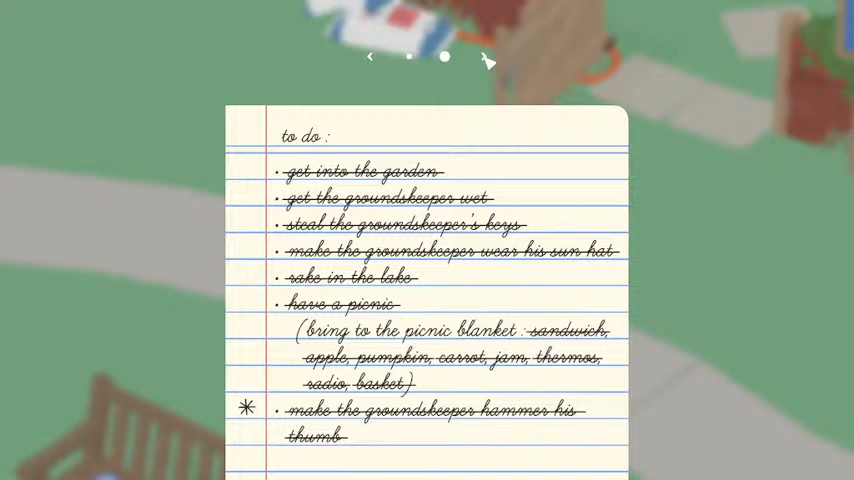 to do :
• get into the garden
• get the groundskeeper wet
• steal the groundskeeper's keys
• make the groundskeeper wear his sun hat
• rake in the lake
• have a picnic
(bring to the picnic blanket : sandwich,
apple, pumpkin, carrot, jam, thermos,
radio, basket)
• make the groundskeeper hammer his
thumb